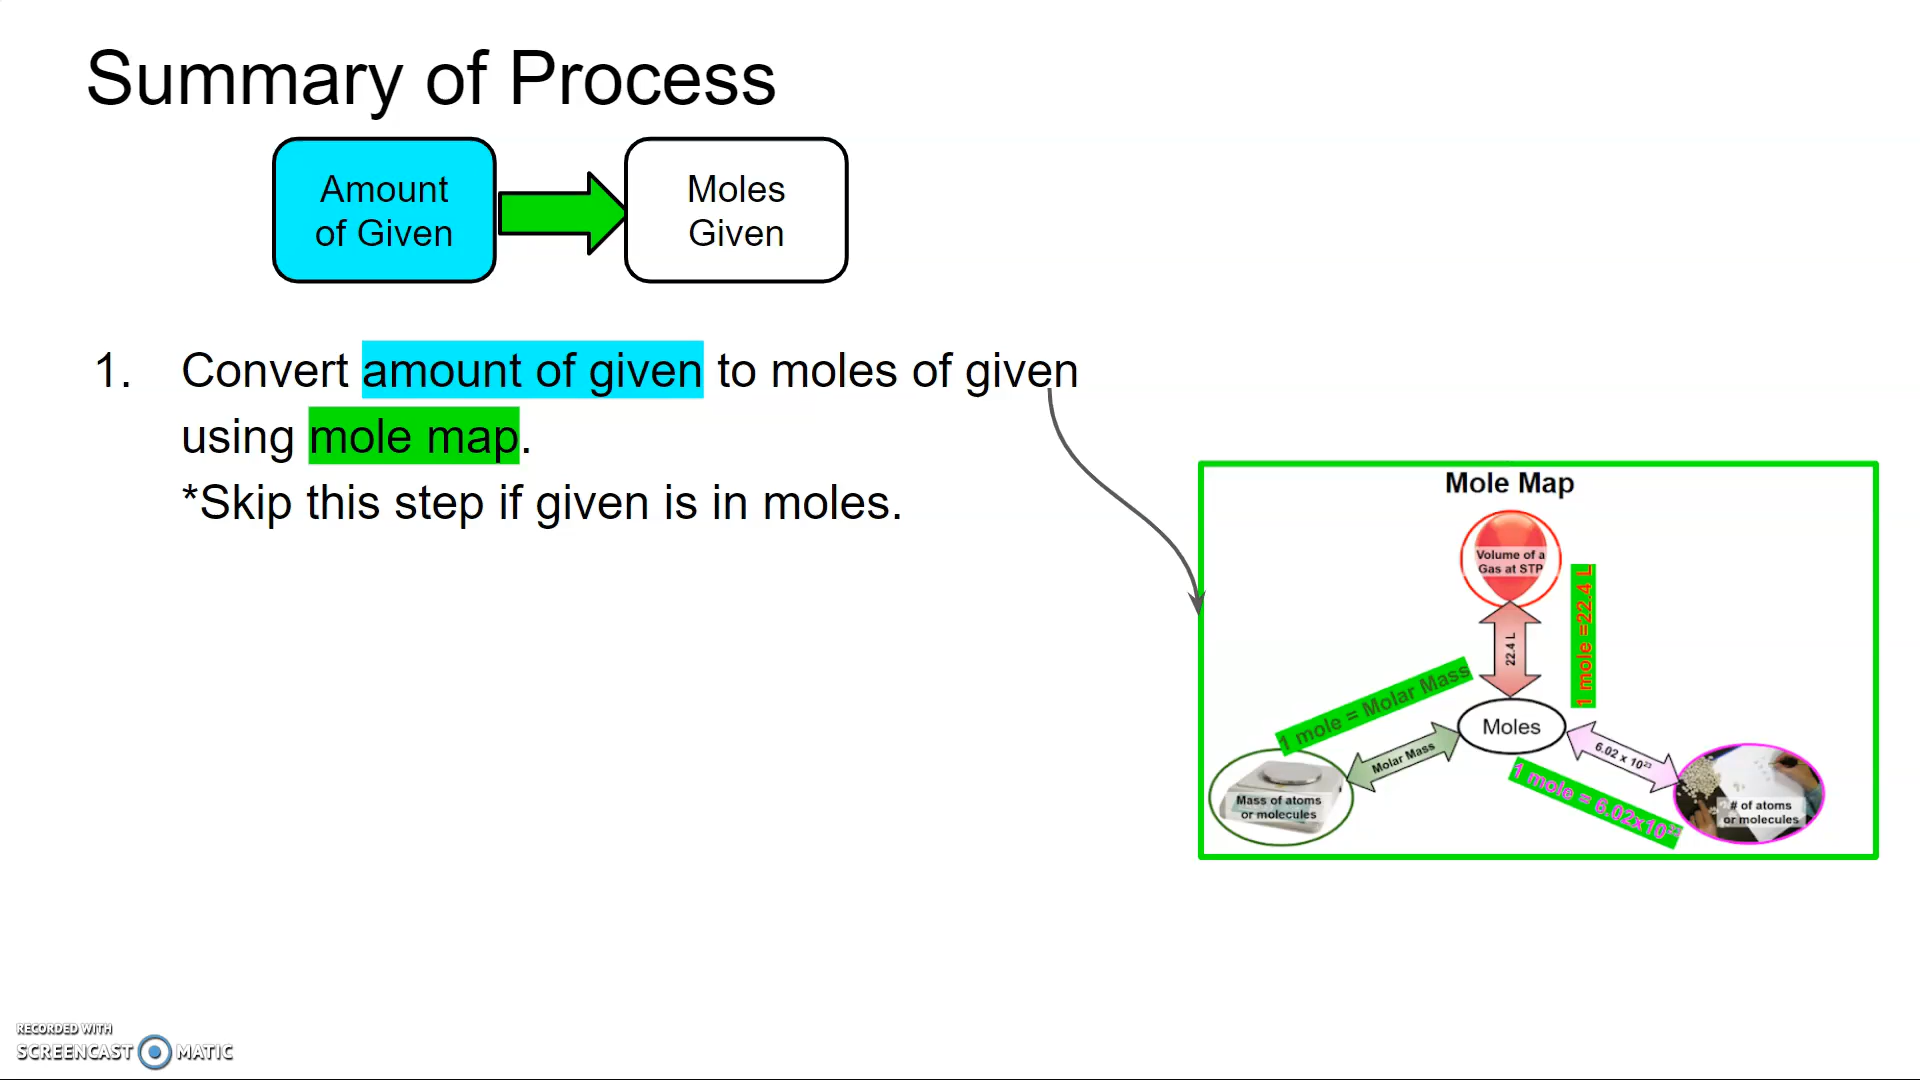 Summary of Process
Amount
of Given
Moles
Given
1. Convert amount of given to moles of given
using mole map.
*Skip this step if given is in moles.
Mole Map
Volume of a
Gas at STP
22.4 L
1 mole =22.4 L
1 mole = Molar Mass
Moles
Molar Mass
6.02 x 10²³
1 mole = 6.02x10²³
Mass of atoms
or molecules
# of atoms
or molecules
RECORDED WITH
SCREENCAST MATIC